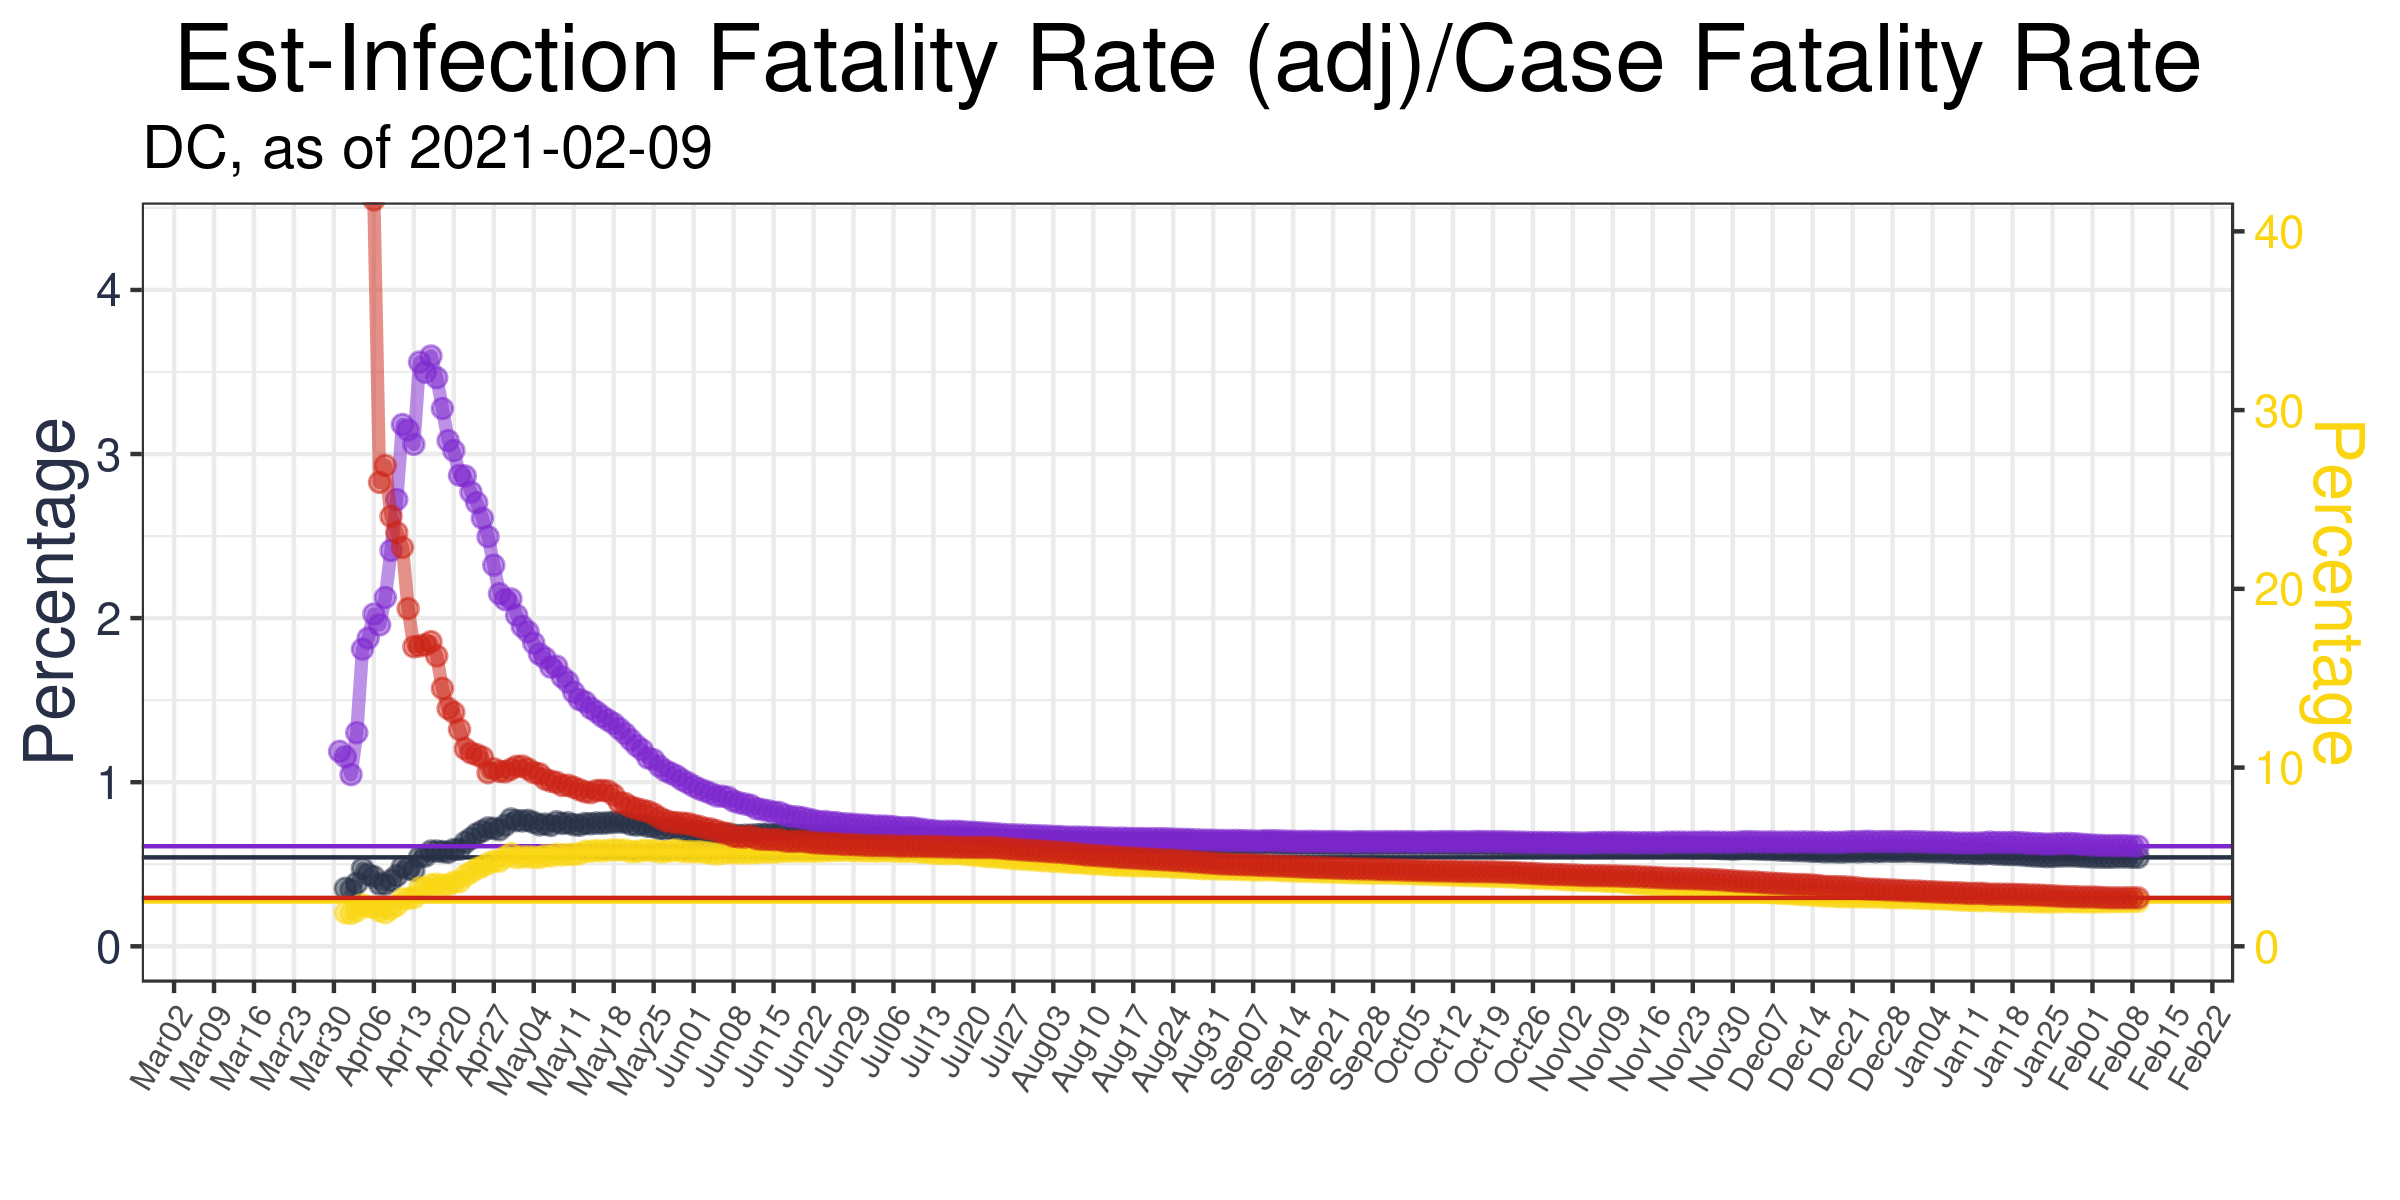 Est-Infection Fatality Rate (adj)/Case Fatality Rate
DC, as of 2021-02-09
Percentage
4
3
2
1
0
40
30
20
10
0
Percentage
Mar02
Mar09
Mar16
Mar23
Mar30
Apr06
Apr13
Apr20
Apr27
May04
May11
May18
May25
Jun01
Jun08
Jun15
Jun22
Jun29
Jul06
Jul13
Jul20
Jul27
Aug03
Aug10
Aug17
Aug24
Aug31
Sep07
Sep14
Sep21
Sep28
Oct05
Oct12
Oct19
Oct26
Nov02
Nov09
Nov16
Nov23
Nov30
Dec07
Dec14
Dec21
Dec28
Jan04
Jan11
Jan18
Jan25
Feb01
Feb08
Feb15
Feb22